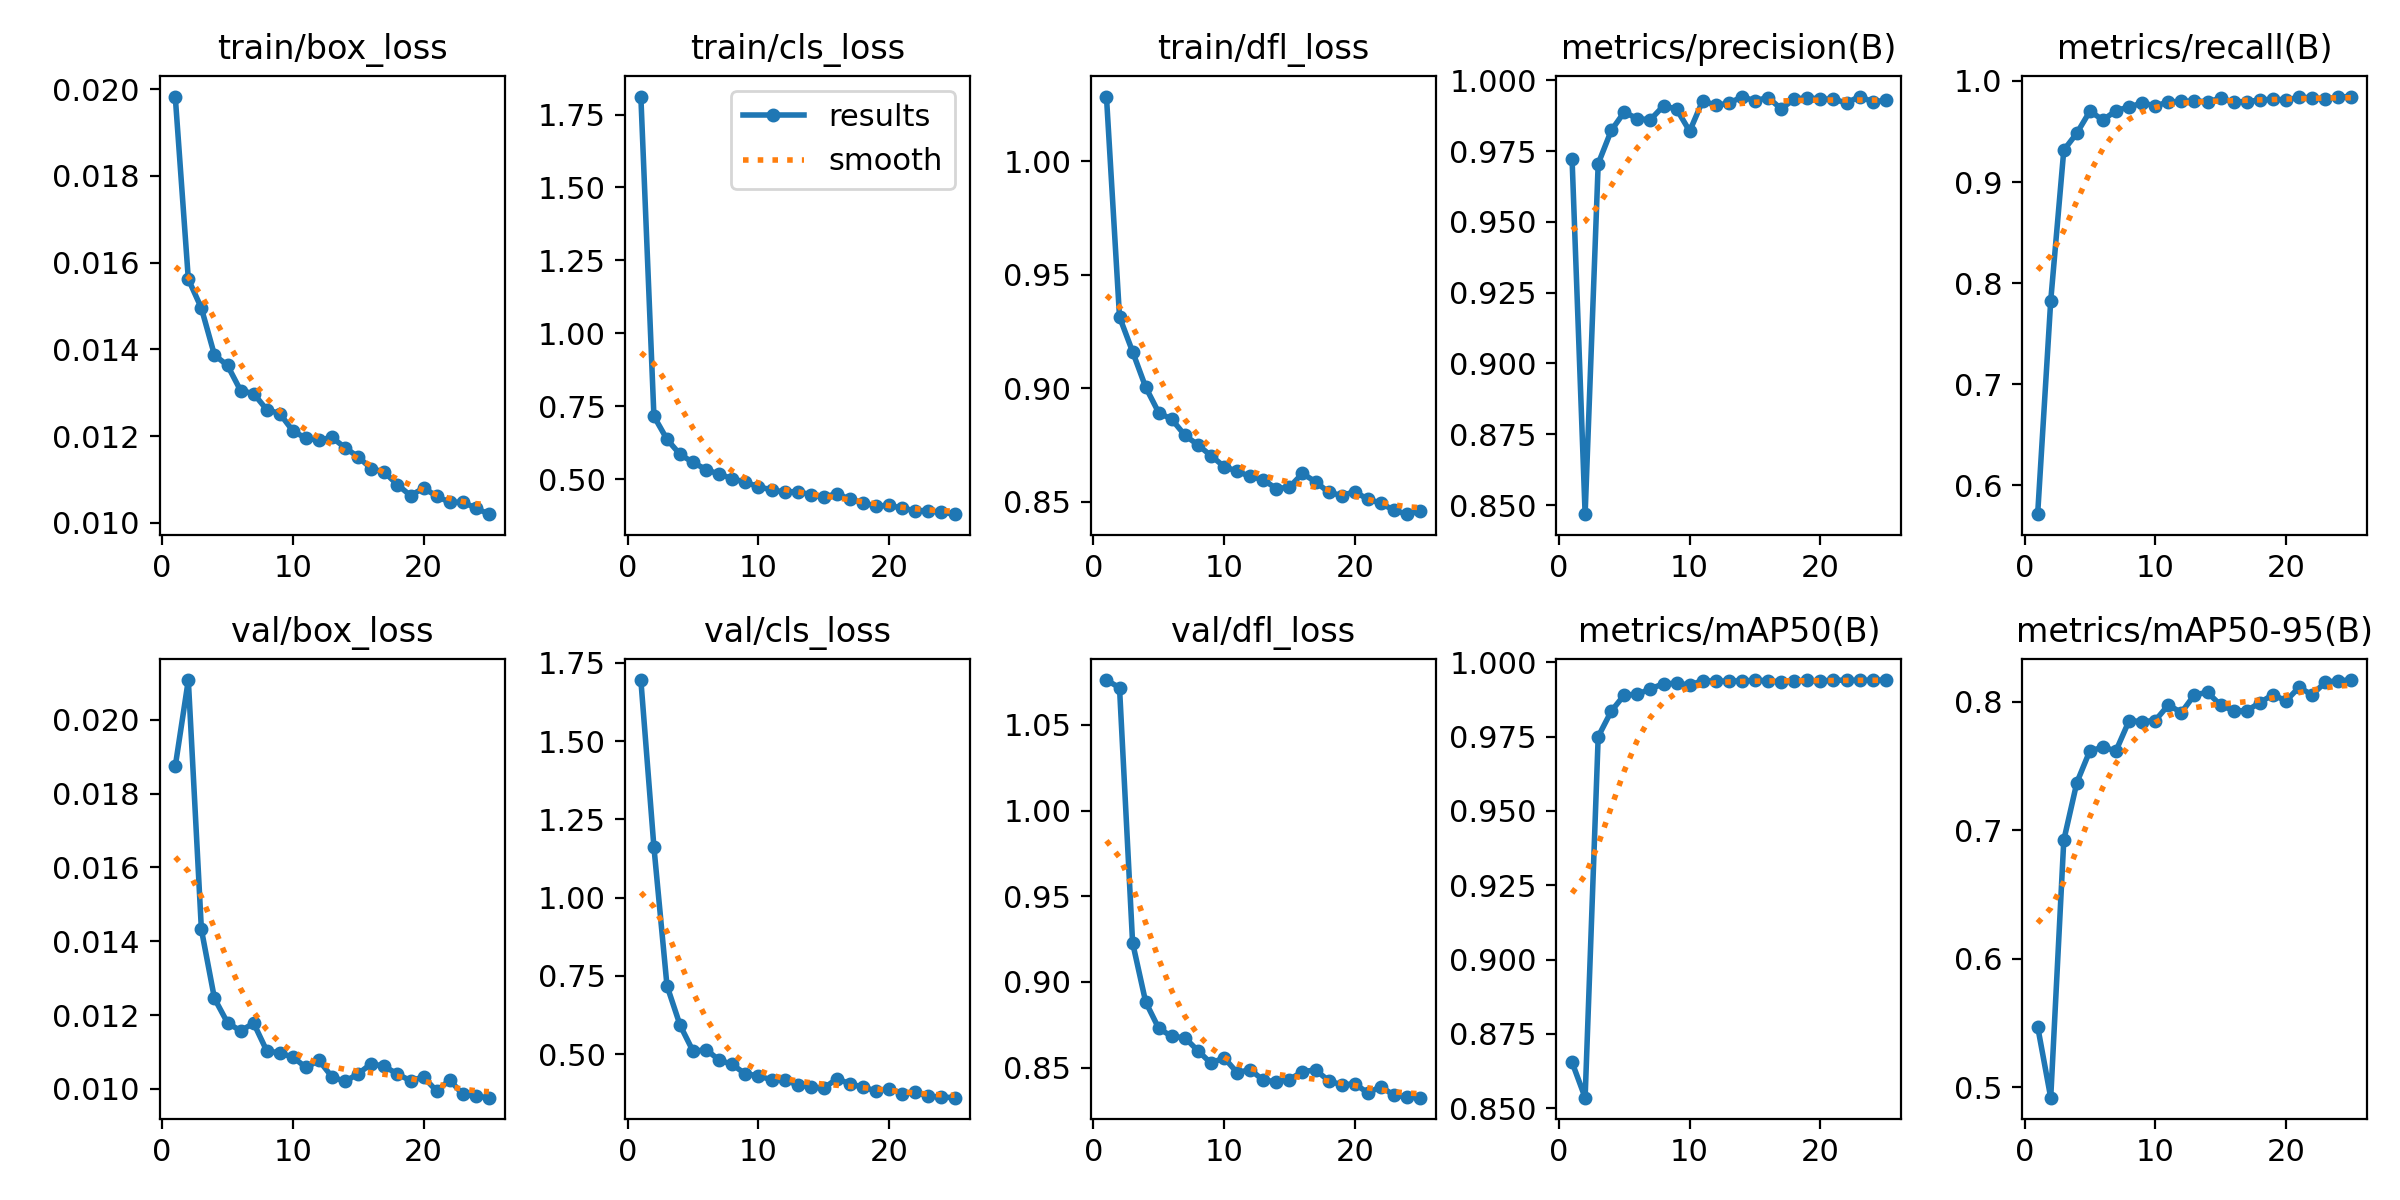 train/box_loss
0.020
0.018
0.016
0.014
0.012
0.010
0 10 20
train/cls_loss
results
smooth
1.75
1.50
1.25
1.00
0.75
0.50
0 10 20
train/dfl_loss
1.00
0.95
0.90
0.85
0 10 20
metrics/precision(B)
1.000
0.975
0.950
0.925
0.900
0.875
0.850
0 10 20
metrics/recall(B)
1.0
0.9
0.8
0.7
0.6
0 10 20
val/box_loss
0.020
0.018
0.016
0.014
0.012
0.010
0 10 20
val/cls_loss
1.75
1.50
1.25
1.00
0.75
0.50
0 10 20
val/dfl_loss
1.05
1.00
0.95
0.90
0.85
0 10 20
metrics/mAP50(B)
1.000
0.975
0.950
0.925
0.900
0.875
0.850
0 10 20
metrics/mAP50-95(B)
0.8
0.7
0.6
0.5
0 10 20